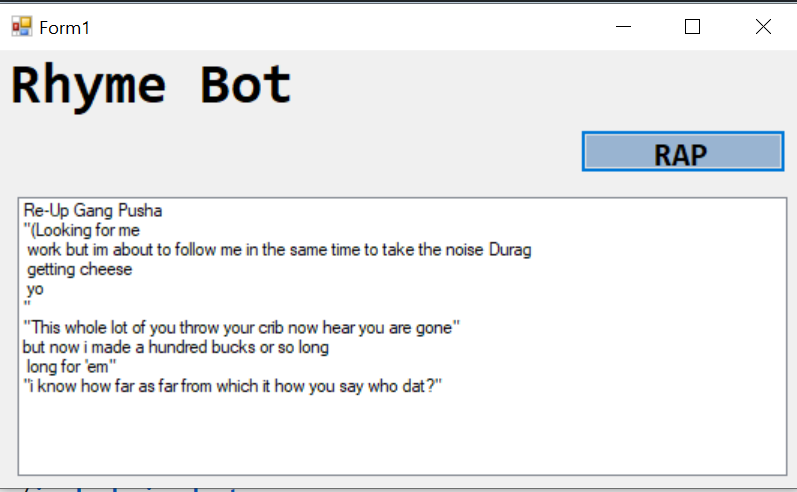 Form1
Rhyme Bot
RAP
Re-Up Gang Pusha
"(Looking for me
work but im about to follow me in the same time to take the noise Durag
getting cheese
yo
"
"This whole lot of you throw your crib now hear you are gone"
but now i made a hundred bucks or so long
long for 'em"
"i know how far as far from which it how you say who dat?"